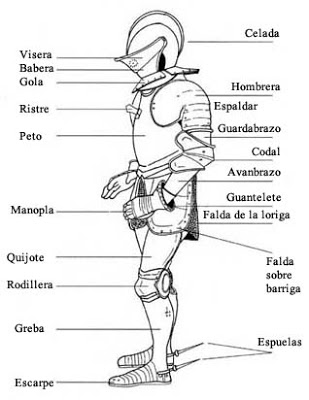 Celada
Visera
Babera
Gola
Hombrera
Ristre
Espaldar
Peto
Guardabrazo
Codal
Avanbrazo
Guantelete
Manopla
Falda de la loriga
Quijote
Falda
sobre
barriga
Rodillera
Greba
Espuelas
Escarpe